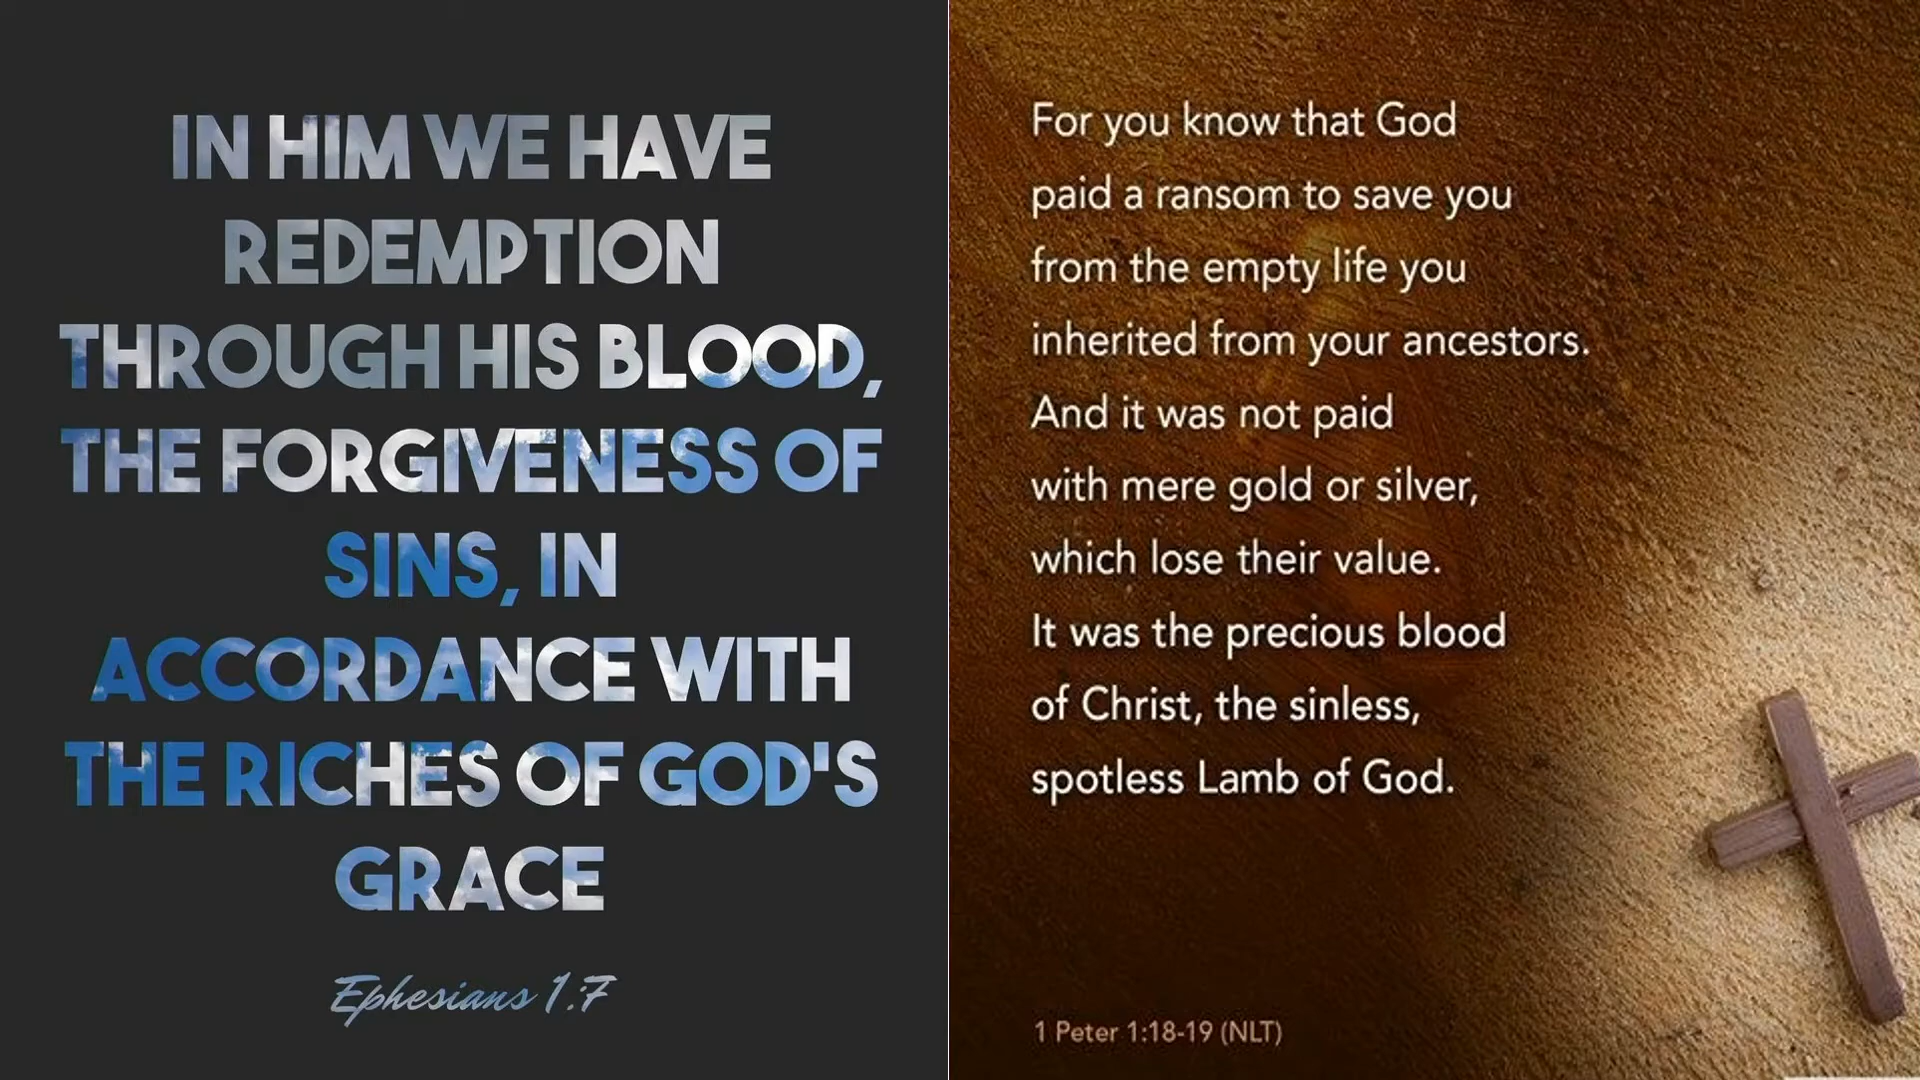 IN HIM WE HAVE
REDEMPTION
THROUGH HIS BLOOD,
THE FORGIVENESS OF
SINS, IN
ACCORDANCE WITH
THE RICHES OF GOD'S
GRACE
Ephesians 1:7
For you know that God
paid a ransom to save you
from the empty life you
inherited from your ancestors.
And it was not paid
with mere gold or silver,
which lose their value.
It was the precious blood
of Christ, the sinless,
spotless Lamb of God.
1 Peter 1:18-19 (NLT)